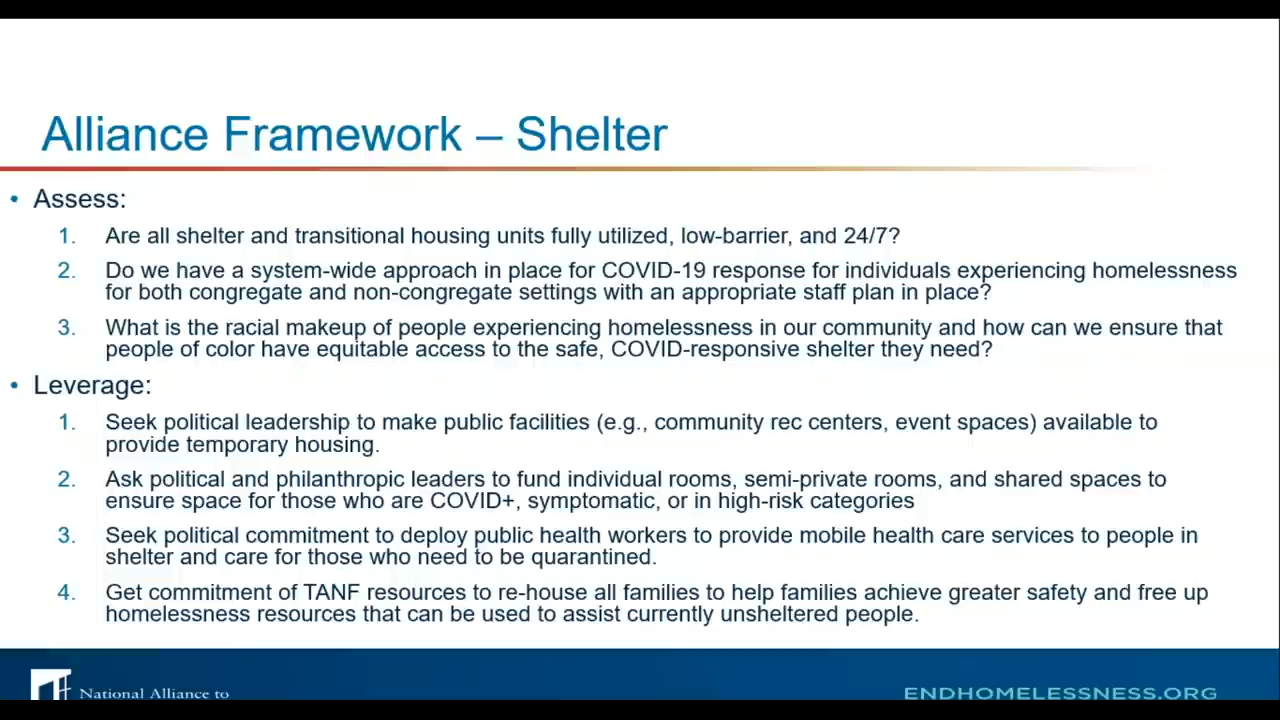 Alliance Framework – Shelter
• Assess:
1. Are all shelter and transitional housing units fully utilized, low-barrier, and 24/7?
2. Do we have a system-wide approach in place for COVID-19 response for individuals experiencing homelessness
for both congregate and non-congregate settings with an appropriate staff plan in place?
3. What is the racial makeup of people experiencing homelessness in our community and how can we ensure that
people of color have equitable access to the safe, COVID-responsive shelter they need?
• Leverage:
1. Seek political leadership to make public facilities (e.g., community rec centers, event spaces) available to
provide temporary housing.
2. Ask political and philanthropic leaders to fund individual rooms, semi-private rooms, and shared spaces to
ensure space for those who are COVID+, symptomatic, or in high-risk categories
3. Seek political commitment to deploy public health workers to provide mobile health care services to people in
shelter and care for those who need to be quarantined.
4. Get commitment of TANF resources to re-house all families to help families achieve greater safety and free up
homelessness resources that can be used to assist currently unsheltered people.
National Alliance to
ENDHOMELESSNESS.ORG